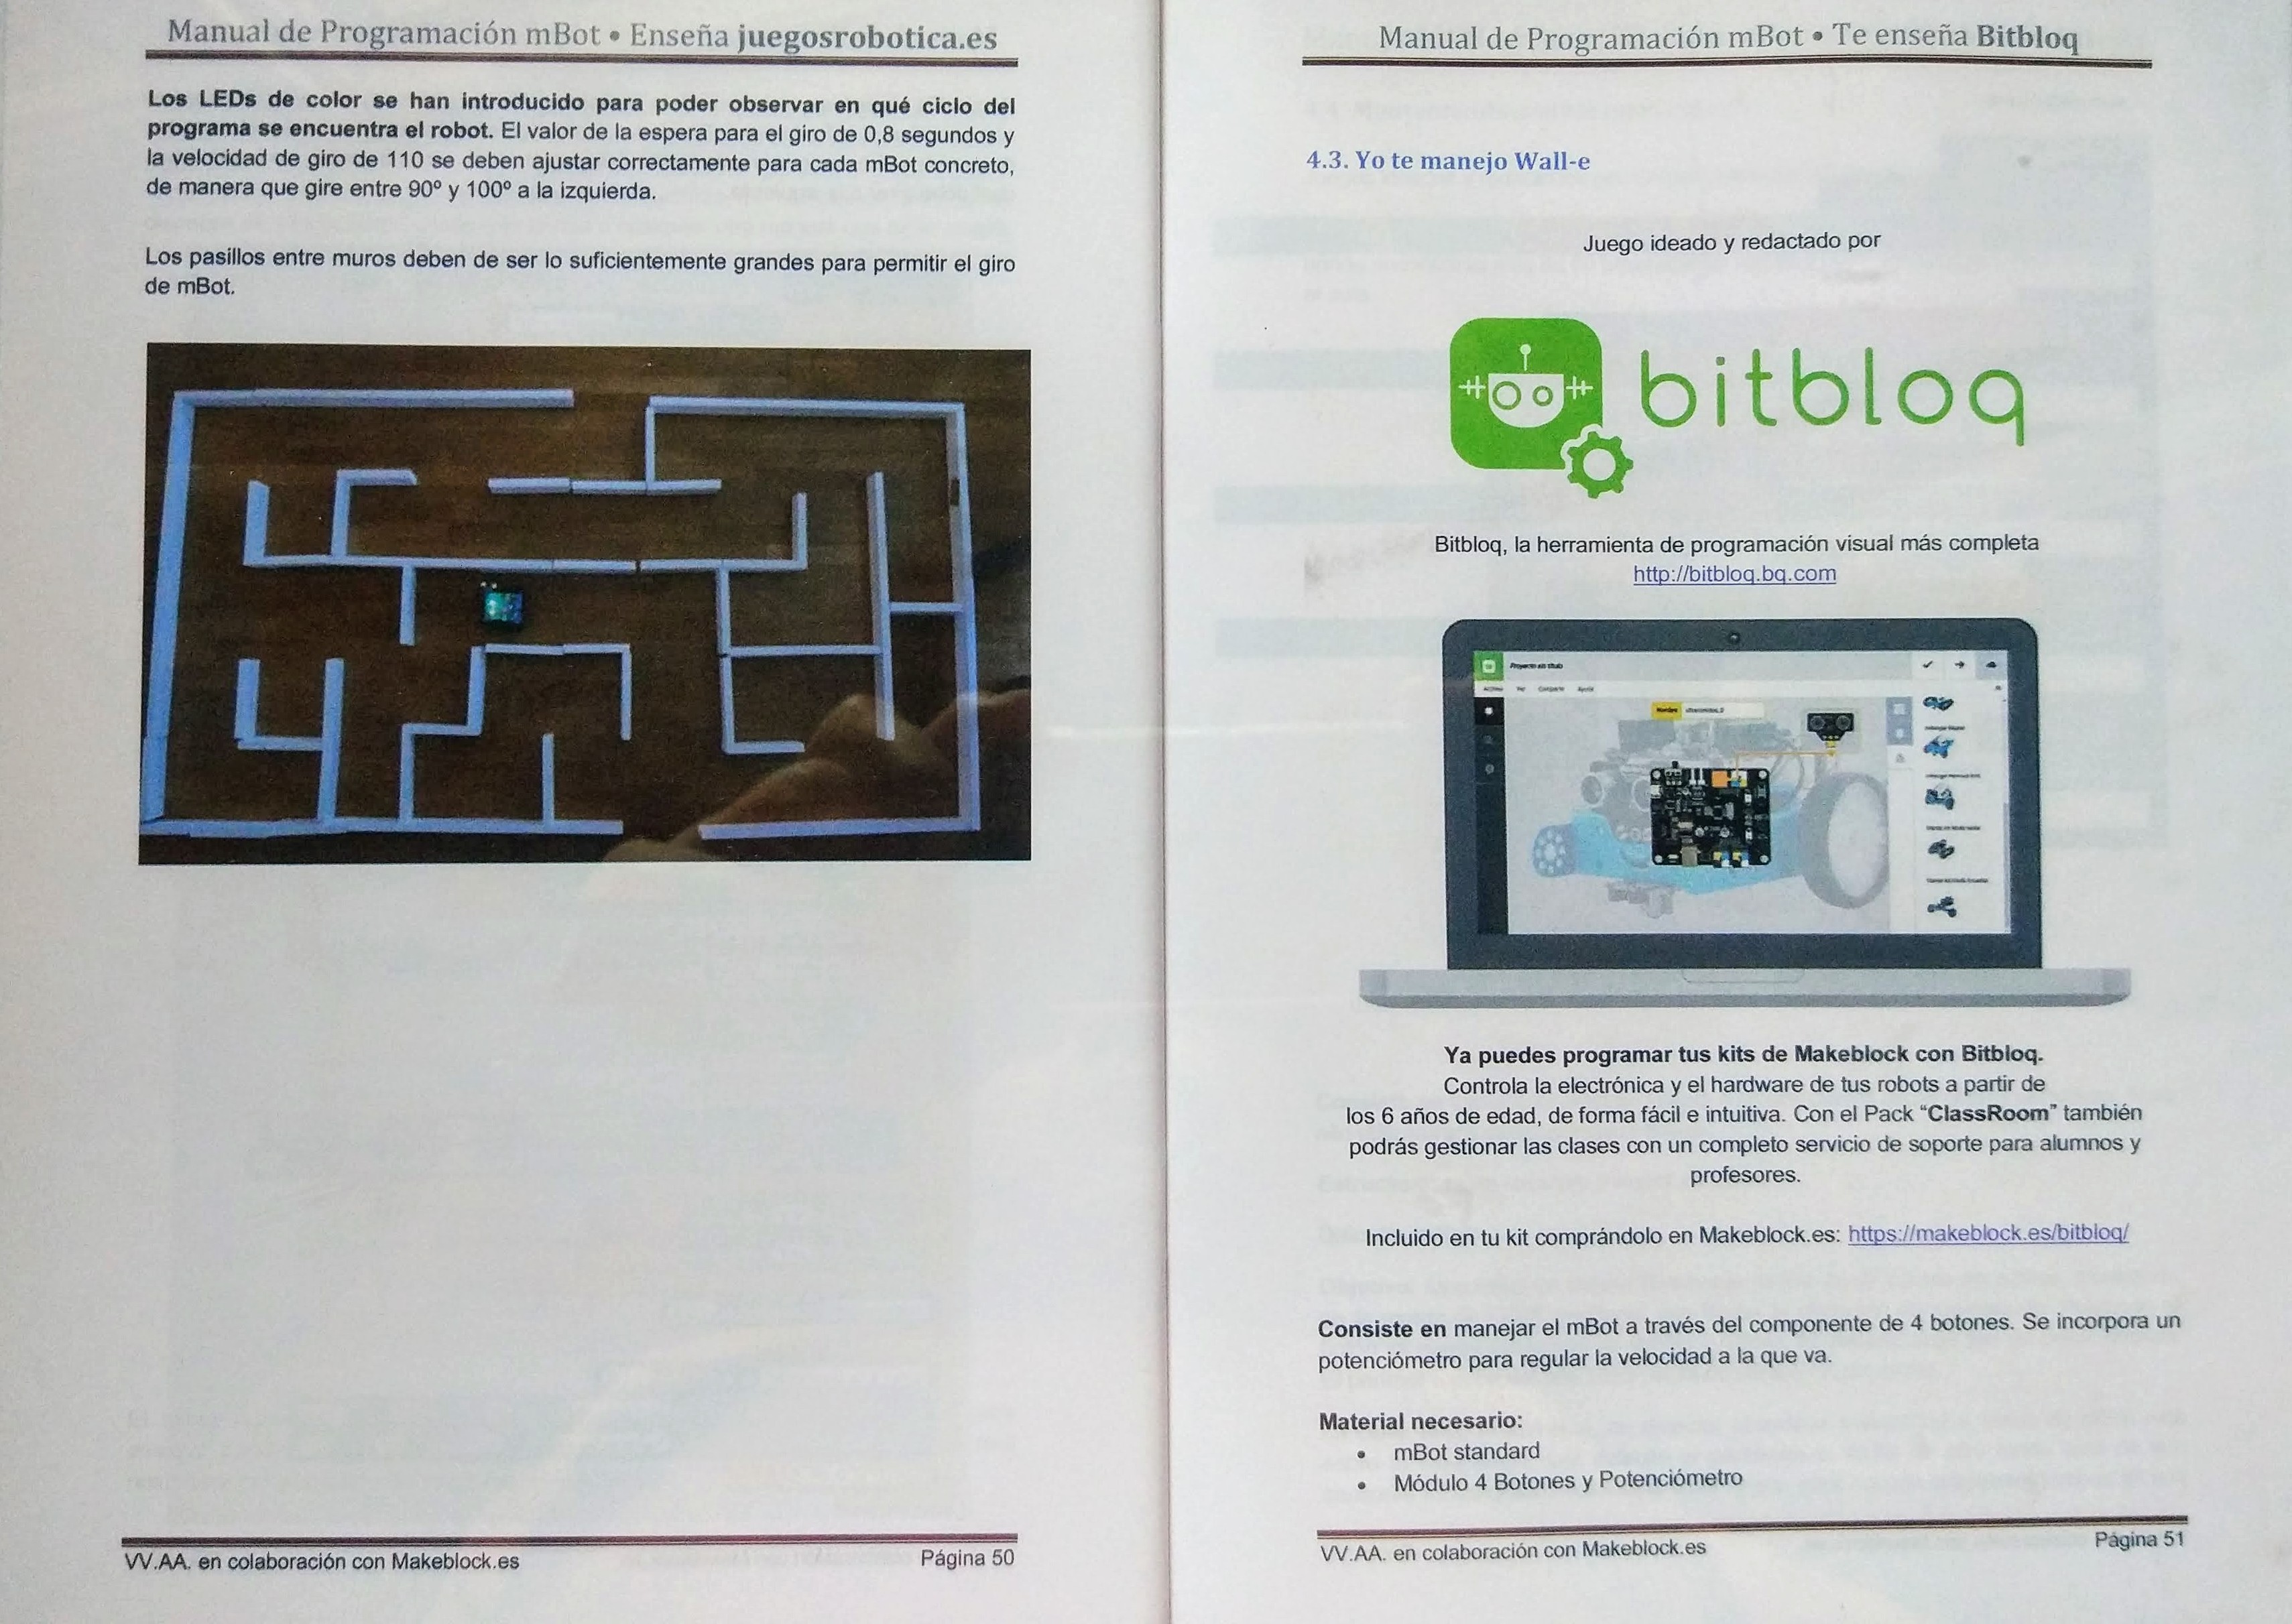 Manual de Programación mBot • Enseña juegosrobotica.es
Los LEDs de color se han introducido para poder observar en qué ciclo del
programa se encuentra el robot. El valor de la espera para el giro de 0,8 segundos y
la velocidad de giro de 110 se deben ajustar correctamente para cada mBot concreto,
de manera que gire entre 90º y 100º a la izquierda.
Los pasillos entre muros deben de ser lo suficientemente grandes para permitir el giro
de mBot.
VV.AA. en colaboración con Makeblock.es
Página 50
Manual de Programación mBot • Te enseña Bitbloq
4.3. Yo te manejo Wall-e
Juego ideado y redactado por
bitbloq
Bitbloq, la herramienta de programación visual más completa
http://bitbloq.bq.com
Proyecto sin título
Archivo Ver Compartir Ayuda
Nombre
Ya puedes programar tus kits de Makeblock con Bitbloq.
Controla la electrónica y el hardware de tus robots a partir de
los 6 años de edad, de forma fácil e intuitiva. Con el Pack “ClassRoom” también
podrás gestionar las clases con un completo servicio de soporte para alumnos y
profesores.
Incluido en tu kit comprándolo en Makeblock.es: https://makeblock.es/bitbloq/
Consiste en manejar el mBot a través del componente de 4 botones. Se incorpora un
potenciómetro para regular la velocidad a la que va.
Material necesario:
• mBot standard
• Módulo 4 Botones y Potenciómetro
VV.AA. en colaboración con Makeblock.es
Página 51